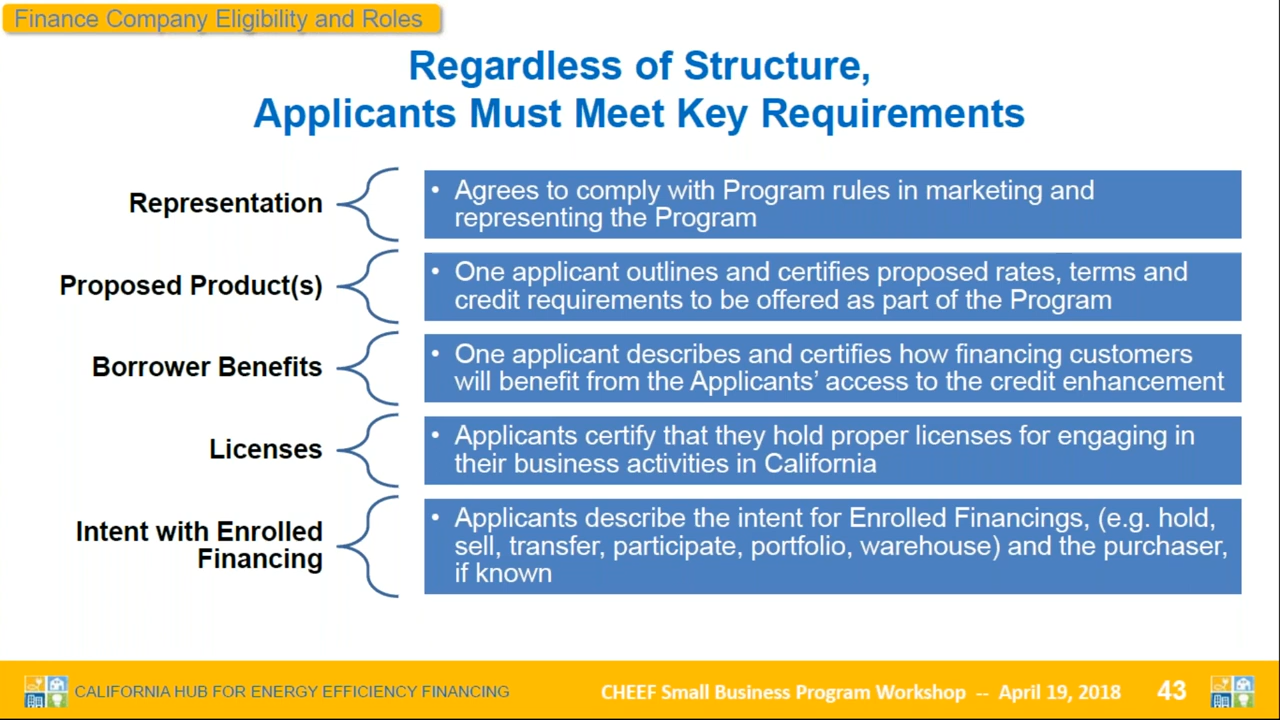 Finance Company Eligibility and Roles
Regardless of Structure,
Applicants Must Meet Key Requirements
Representation
• Agrees to comply with Program rules in marketing and
representing the Program
Proposed Product(s)
• One applicant outlines and certifies proposed rates, terms and
credit requirements to be offered as part of the Program
Borrower Benefits
• One applicant describes and certifies how financing customers
will benefit from the Applicants’ access to the credit enhancement
Licenses
• Applicants certify that they hold proper licenses for engaging in
their business activities in California
Intent with Enrolled
Financing
• Applicants describe the intent for Enrolled Financings, (e.g. hold,
sell, transfer, participate, portfolio, warehouse) and the purchaser,
if known
CALIFORNIA HUB FOR ENERGY EFFICIENCY FINANCING
CHEEF Small Business Program Workshop -- April 19, 2018
43